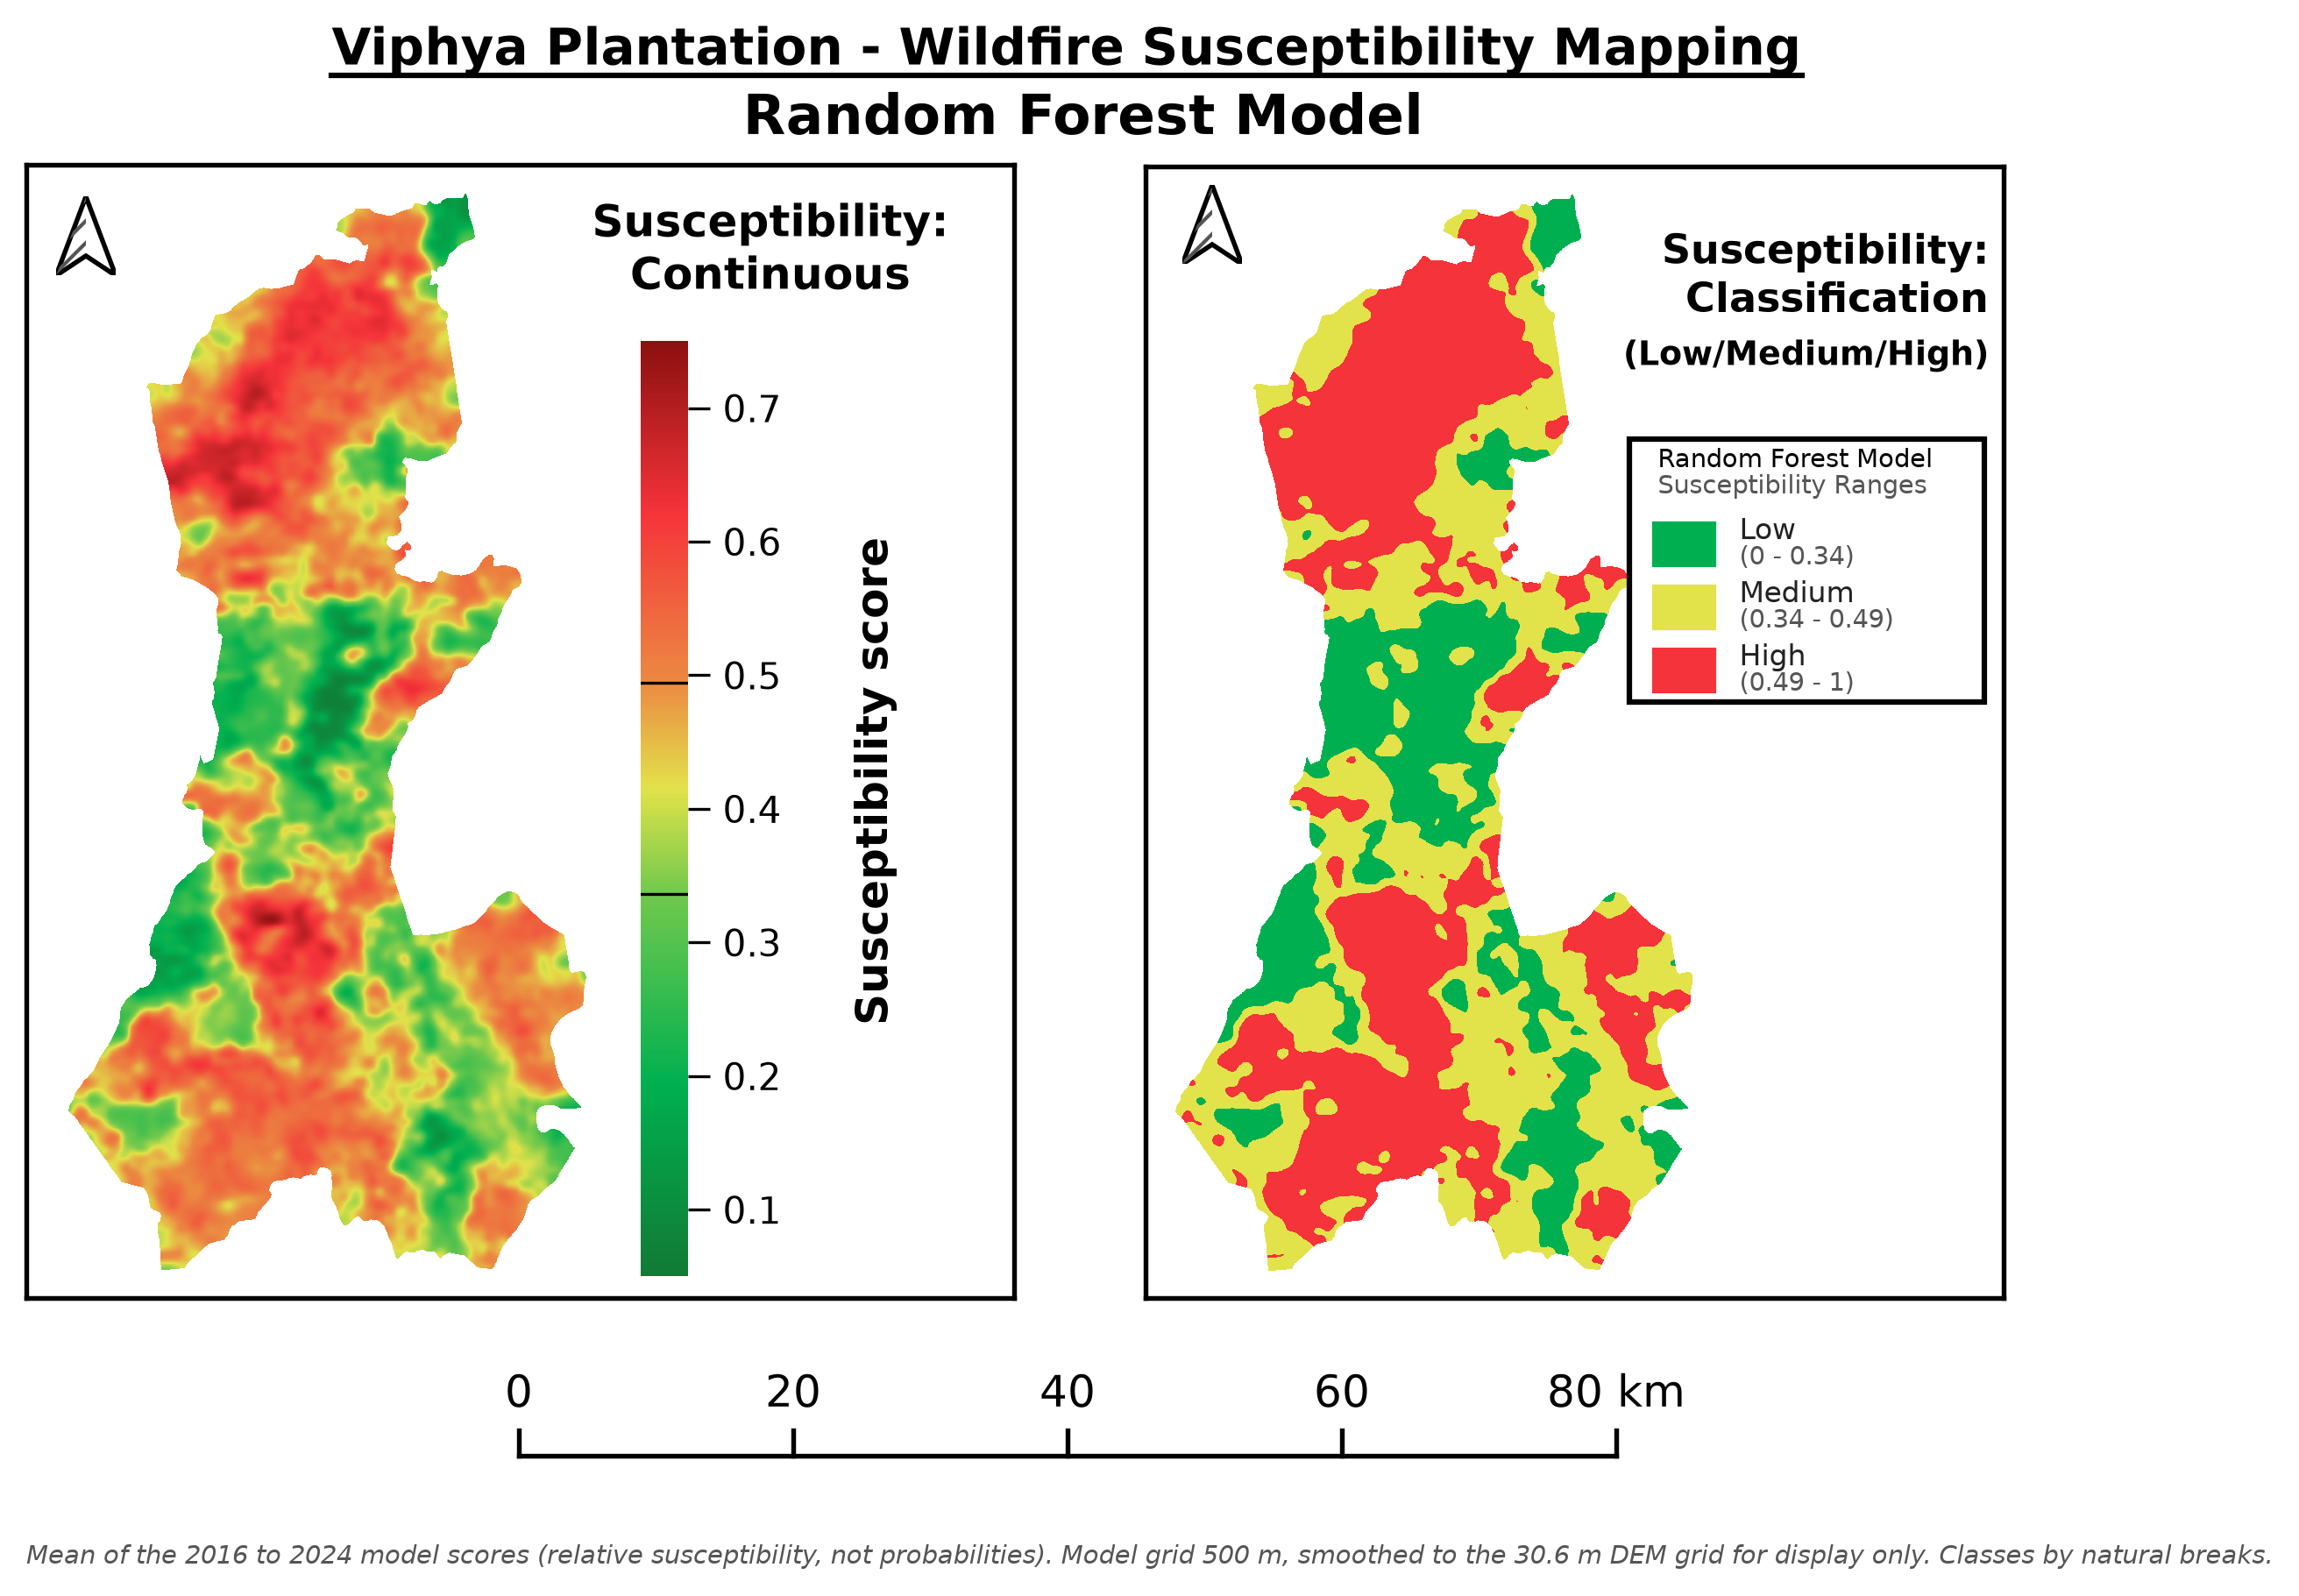 Viphya Plantation - Wildfire Susceptibility Mapping
Random Forest Model
Susceptibility:
Continuous
0.7
0.6
0.5
0.4
0.3
0.2
0.1
Susceptibility score
Susceptibility:
Classification
(Low/Medium/High)
Random Forest Model
Susceptibility Ranges
Low
(0 - 0.34)
Medium
(0.34 - 0.49)
High
(0.49 - 1)
0 20 40 60 80 km
Mean of the 2016 to 2024 model scores (relative susceptibility, not probabilities). Model grid 500 m, smoothed to the 30.6 m DEM grid for display only. Classes by natural breaks.